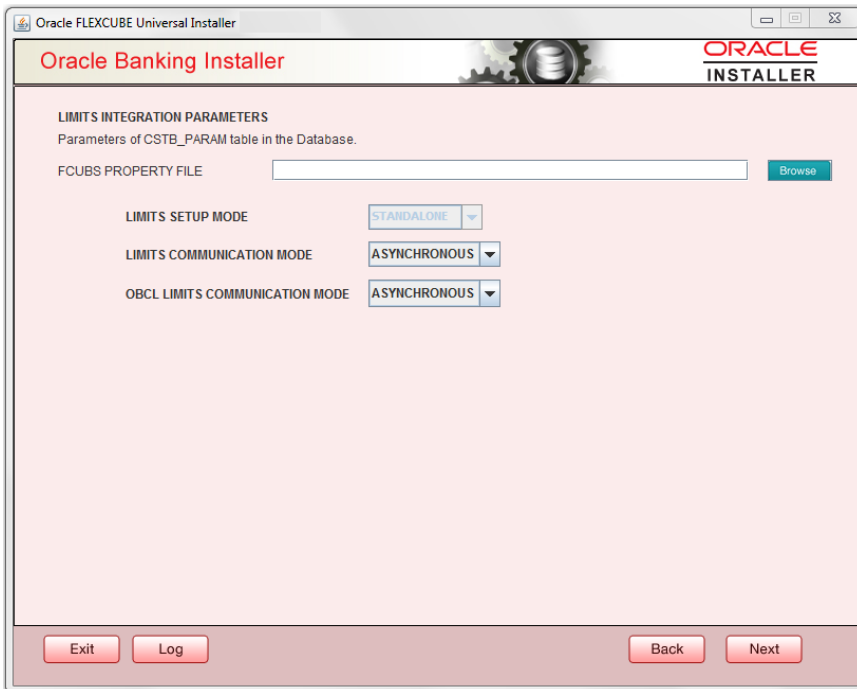 Oracle FLEXCUBE Universal Installer
Oracle Banking Installer
ORACLE
INSTALLER
LIMITS INTEGRATION PARAMETERS
Parameters of CSTB_PARAM table in the Database.
FCUBS PROPERTY FILE
Browse
LIMITS SETUP MODE STANDALONE
LIMITS COMMUNICATION MODE ASYNCHRONOUS
OBCL LIMITS COMMUNICATION MODE ASYNCHRONOUS
Exit Log Back Next